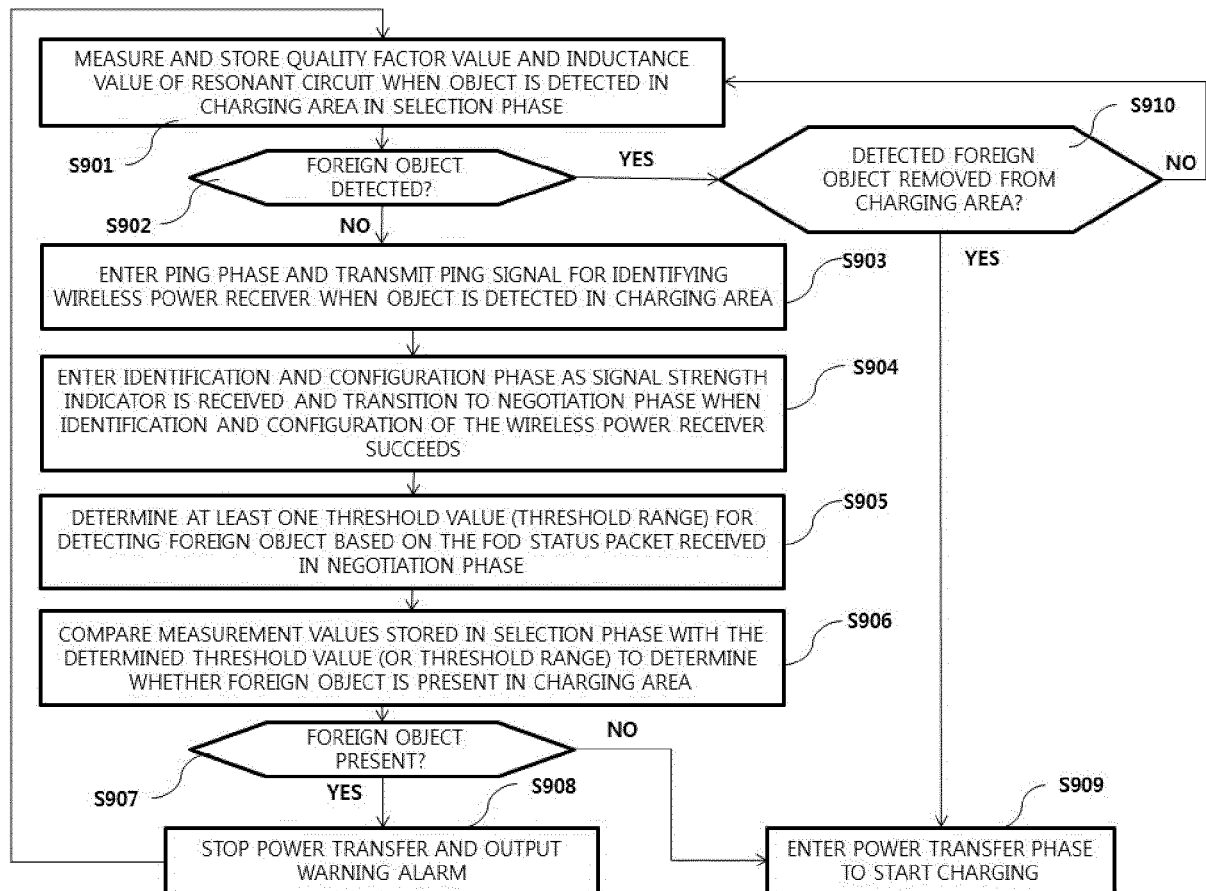 MEASURE AND STORE QUALITY FACTOR VALUE AND INDUCTANCE
VALUE OF RESONANT CIRCUIT WHEN OBJECT IS DETECTED IN
CHARGING AREA IN SELECTION PHASE
S901
S910
FOREIGN OBJECT
DETECTED?
YES
S902
NO
DETECTED FOREIGN
OBJECT REMOVED FROM
CHARGING AREA?
NO
YES
ENTER PING PHASE AND TRANSMIT PING SIGNAL FOR IDENTIFYING
WIRELESS POWER RECEIVER WHEN OBJECT IS DETECTED IN CHARGING AREA
S903
ENTER IDENTIFICATION AND CONFIGURATION PHASE AS SIGNAL STRENGTH
INDICATOR IS RECEIVED AND TRANSITION TO NEGOTIATION PHASE WHEN
IDENTIFICATION AND CONFIGURATION OF THE WIRELESS POWER RECEIVER
SUCCEEDS
S904
DETERMINE AT LEAST ONE THRESHOLD VALUE (THRESHOLD RANGE) FOR
DETECTING FOREIGN OBJECT BASED ON THE FOD STATUS PACKET RECEIVED
IN NEGOTIATION PHASE
S905
COMPARE MEASUREMENT VALUES STORED IN SELECTION PHASE WITH THE
DETERMINED THRESHOLD VALUE (OR THRESHOLD RANGE) TO DETERMINE
WHETHER FOREIGN OBJECT IS PRESENT IN CHARGING AREA
S906
FOREIGN OBJECT
PRESENT?
NO
S907
YES
S908
S909
STOP POWER TRANSFER AND OUTPUT
WARNING ALARM
ENTER POWER TRANSFER PHASE
TO START CHARGING